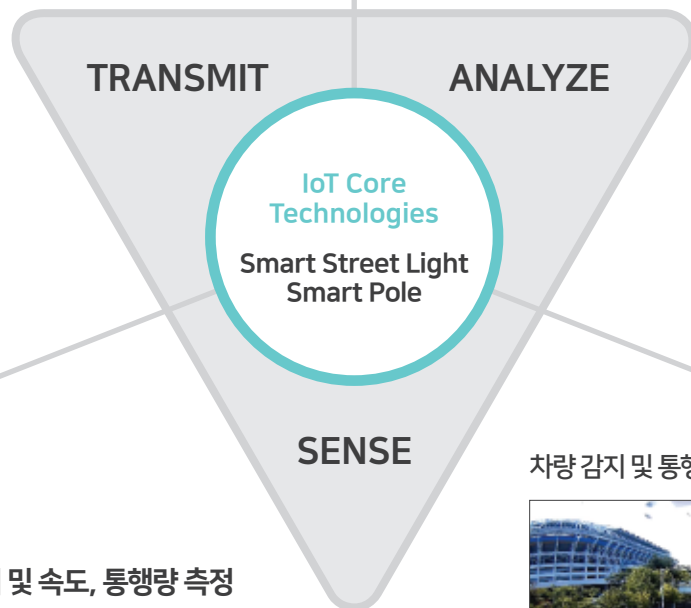 TRANSMIT
ANALYZE
IoT Core
Technologies
Smart Street Light
Smart Pole
SENSE
차량 감지 및
및 속도, 통행량 측정